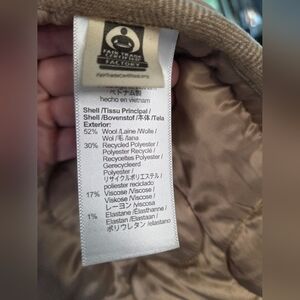 FAIR TRADE
CERTIFIED
FACTORY
FairTradeCertified.org
ベトナム製
hecho en vietnam
Shell /Tissu Principal /
Shell /Bovenstof /本体 /Tela
Exterior:
52% Wool /Laine /Wolle /
Wol /毛 /lana
30% Recycled Polyester /
Polyester Recyclé /
Recyceltes Polyester /
Gerecycleerd
Polyester /
リサイクルポリエステル /
poliester reciclado
17% Viscose /Viscose /
Viskose /Viscose /
レーヨン /viscosa
1% Elastane /Élasthanne /
Elastan /Elastaan /
ポリウレタン /elastano